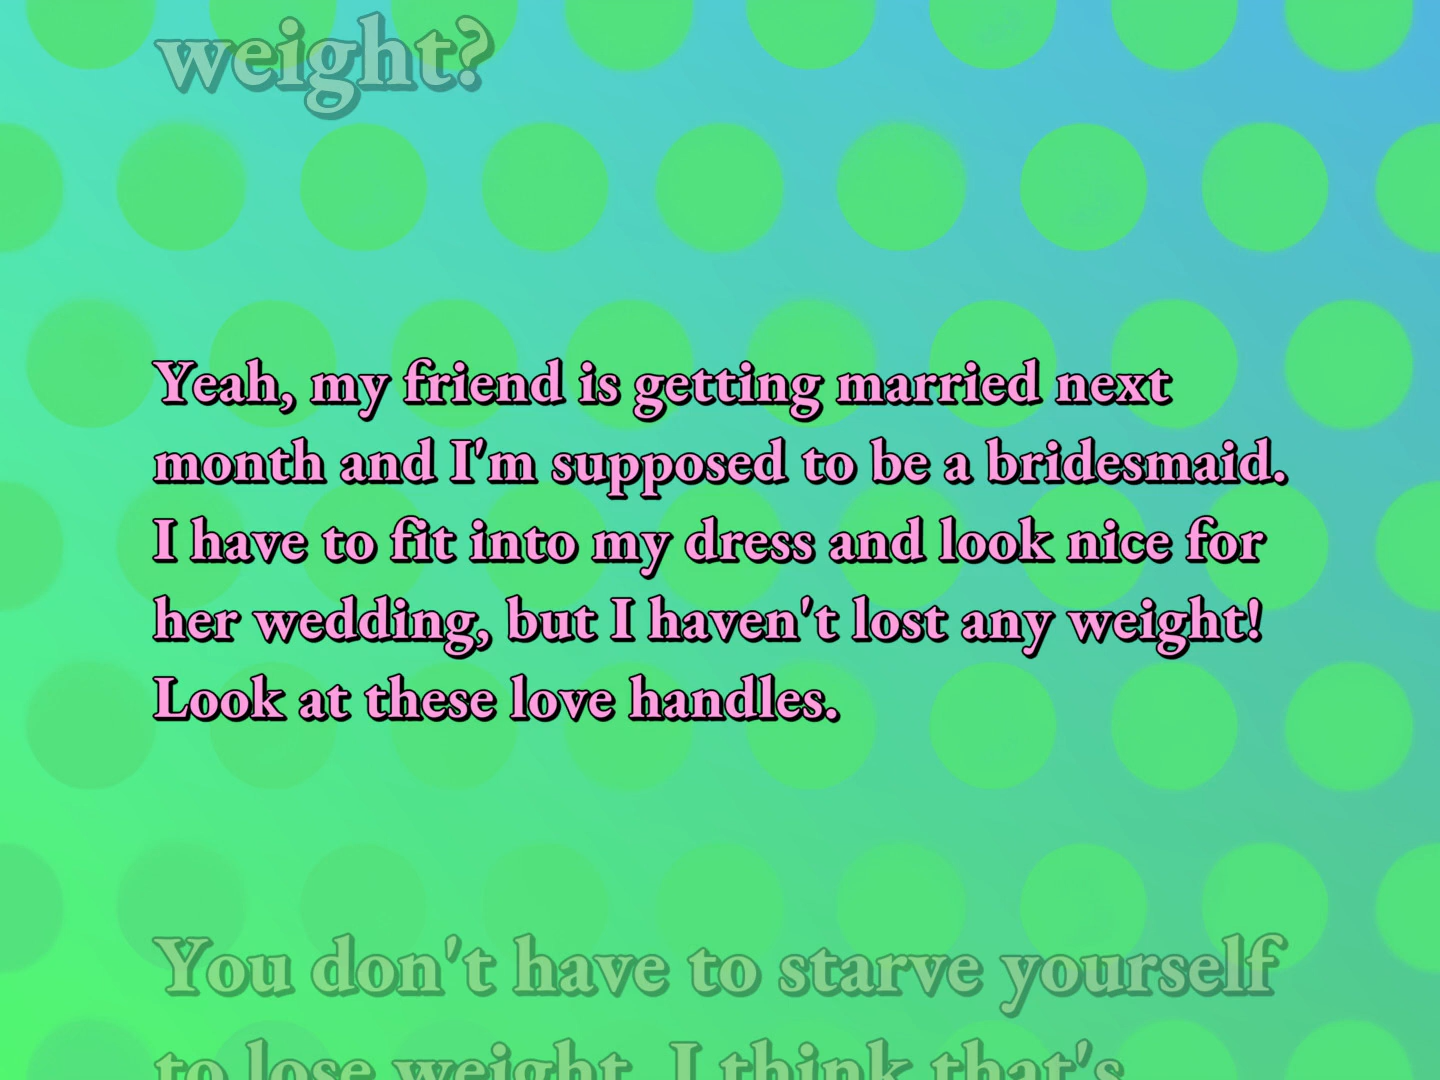 weight?
Yeah, my friend is getting married next
month and I'm supposed to be a bridesmaid.
I have to fit into my dress and look nice for
her wedding, but I haven't lost any weight!
Look at these love handles.
You don't have to starve yourself
to lose weight. I think that's